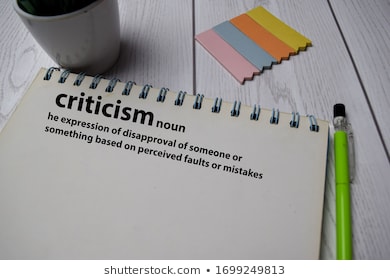 criticism noun
he expression of disapproval of someone or
something based on perceived faults or mistakes
shutterstock.com • 1699249813